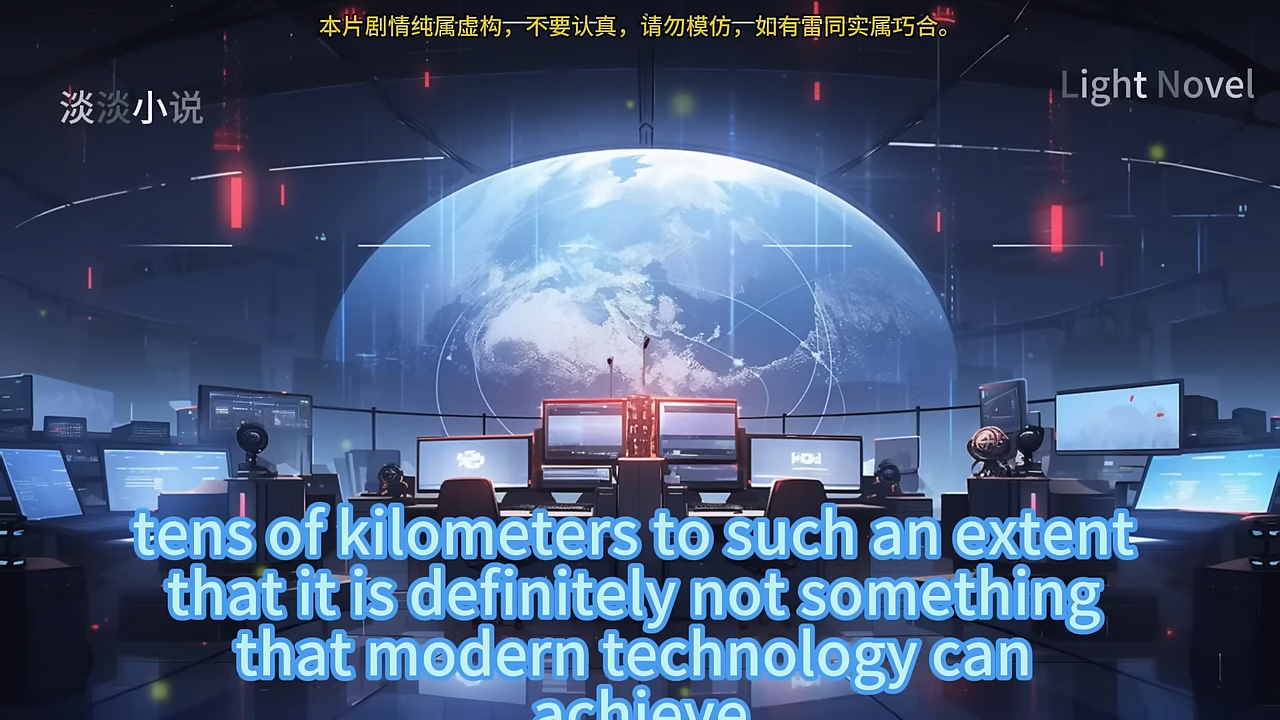 本片剧情纯属虚构，不要认真，请勿模仿，如有雷同实属巧合。
淡淡小说
Light Novel
tens of kilometers to such an extent
that it is definitely not something
that modern technology can
achieve